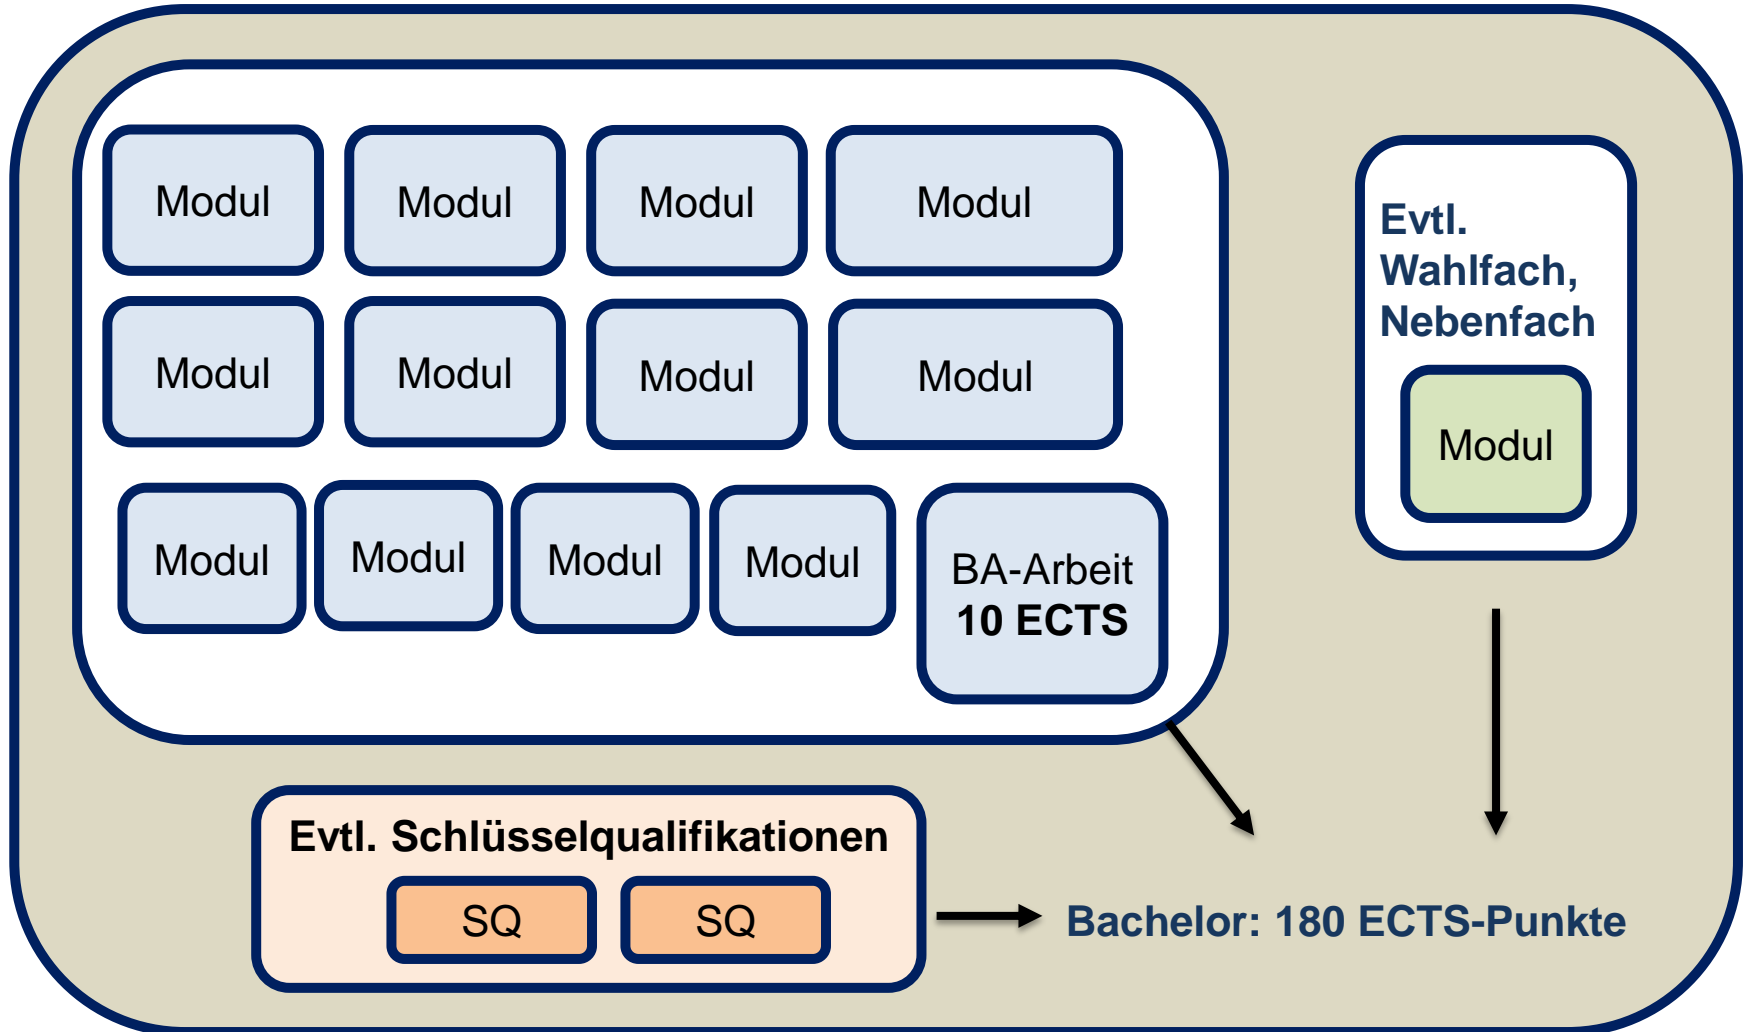 Modul
Modul
Modul
Modul
Modul
Modul
Modul
Modul
Modul
Modul
Modul
Modul
BA-Arbeit
10 ECTS
Evtl.
Wahlfach,
Nebenfach
Modul
Evtl. Schlüsselqualifikationen
SQ
SQ
Bachelor: 180 ECTS-Punkte